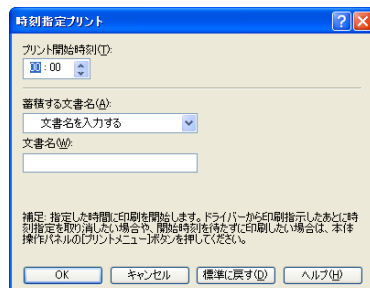 時刻指定プリント
プリント開始時刻(T):
00 : 00
蓄積する文書名(A):
文書名を入力する
文書名(W):
補足: 指定した時間に印刷を開始します。ドライバーから印刷指示したあとに時
刻指定を取り消したい場合や、開始時刻を待たずに印刷したい場合は、本体
操作パネルの[プリントメニュー]ボタンを押してください。
OK キャンセル 標準に戻す(D) ヘルプ(H)